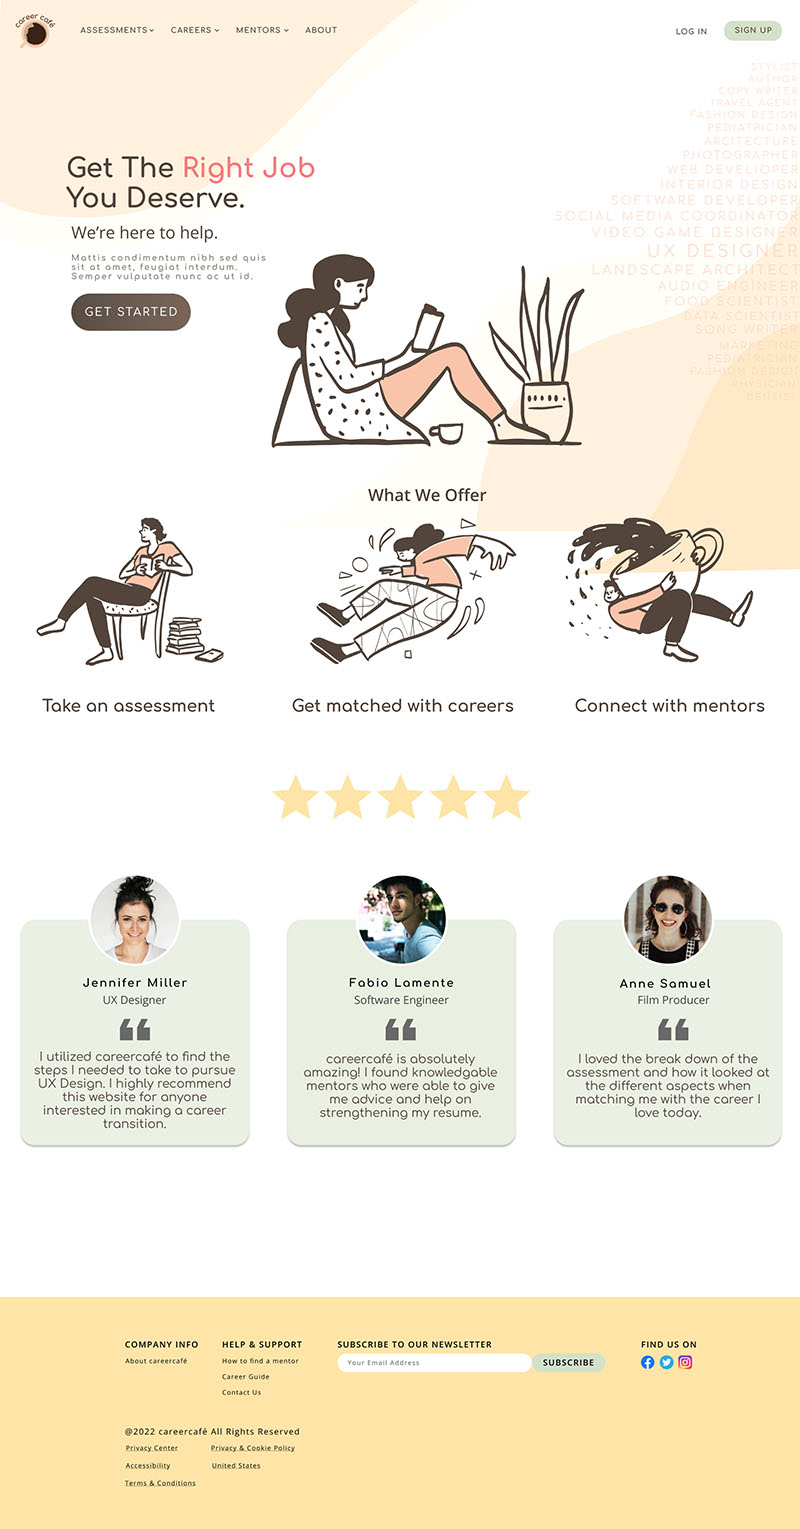 career café
ASSESSMENTS
CAREERS
MENTORS
ABOUT
LOG IN
SIGN UP
STYLIST
AUTHOR
COPY WRITER
TRAVEL AGENT
FASHION DESIGN
PEDIATRICIAN
ARCITECTURE
PHOTOGRAPHER
WEB DEVELIOPER
INTERIOR DESIGN
SOFTWARE DEVELOPER
SOCIAL MEDIA COORDINATOR
VIDEO GAME DESIGNER
UX DESIGNER
LANDSCAPE ARCHITECT
AUDIO ENGINEER
FOOD SCIENTIST
DATA SCIENTIST
SONG WRITER
MARKETING
PEDIATRICIAN
FASHION DESIGN
PHYSICIAN
DENTIST
Get The Right Job
You Deserve.
We're here to help.
Mattis condimentum nibh sed quis
sit at amet, feugiat interdum.
Semper vulputate nunc ac ut id.
GET STARTED
What We Offer
Take an assessment
Get matched with careers
Connect with mentors
Jennifer Miller
UX Designer
I utilized careercafé to find the
steps I needed to take to pursue
UX Design. I highly recommend
this website for anyone
interested in making a career
transition.
Fabio Lamente
Software Engineer
careercafé is absolutely
amazing! I found knowledgable
mentors who were able to give
me advice and help on
strengthening my resume.
Anne Samuel
Film Producer
I loved the break down of the
assessment and how it looked at
the different aspects when
matching me with the career I
love today.
COMPANY INFO
About careercafé
HELP & SUPPORT
How to find a mentor
Career Guide
Contact Us
SUBSCRIBE TO OUR NEWSLETTER
Your Email Address
SUBSCRIBE
FIND US ON
@2022 careercafé All Rights Reserved
Privacy Center
Privacy & Cookie Policy
Accessibility
United States
Terms & Conditions